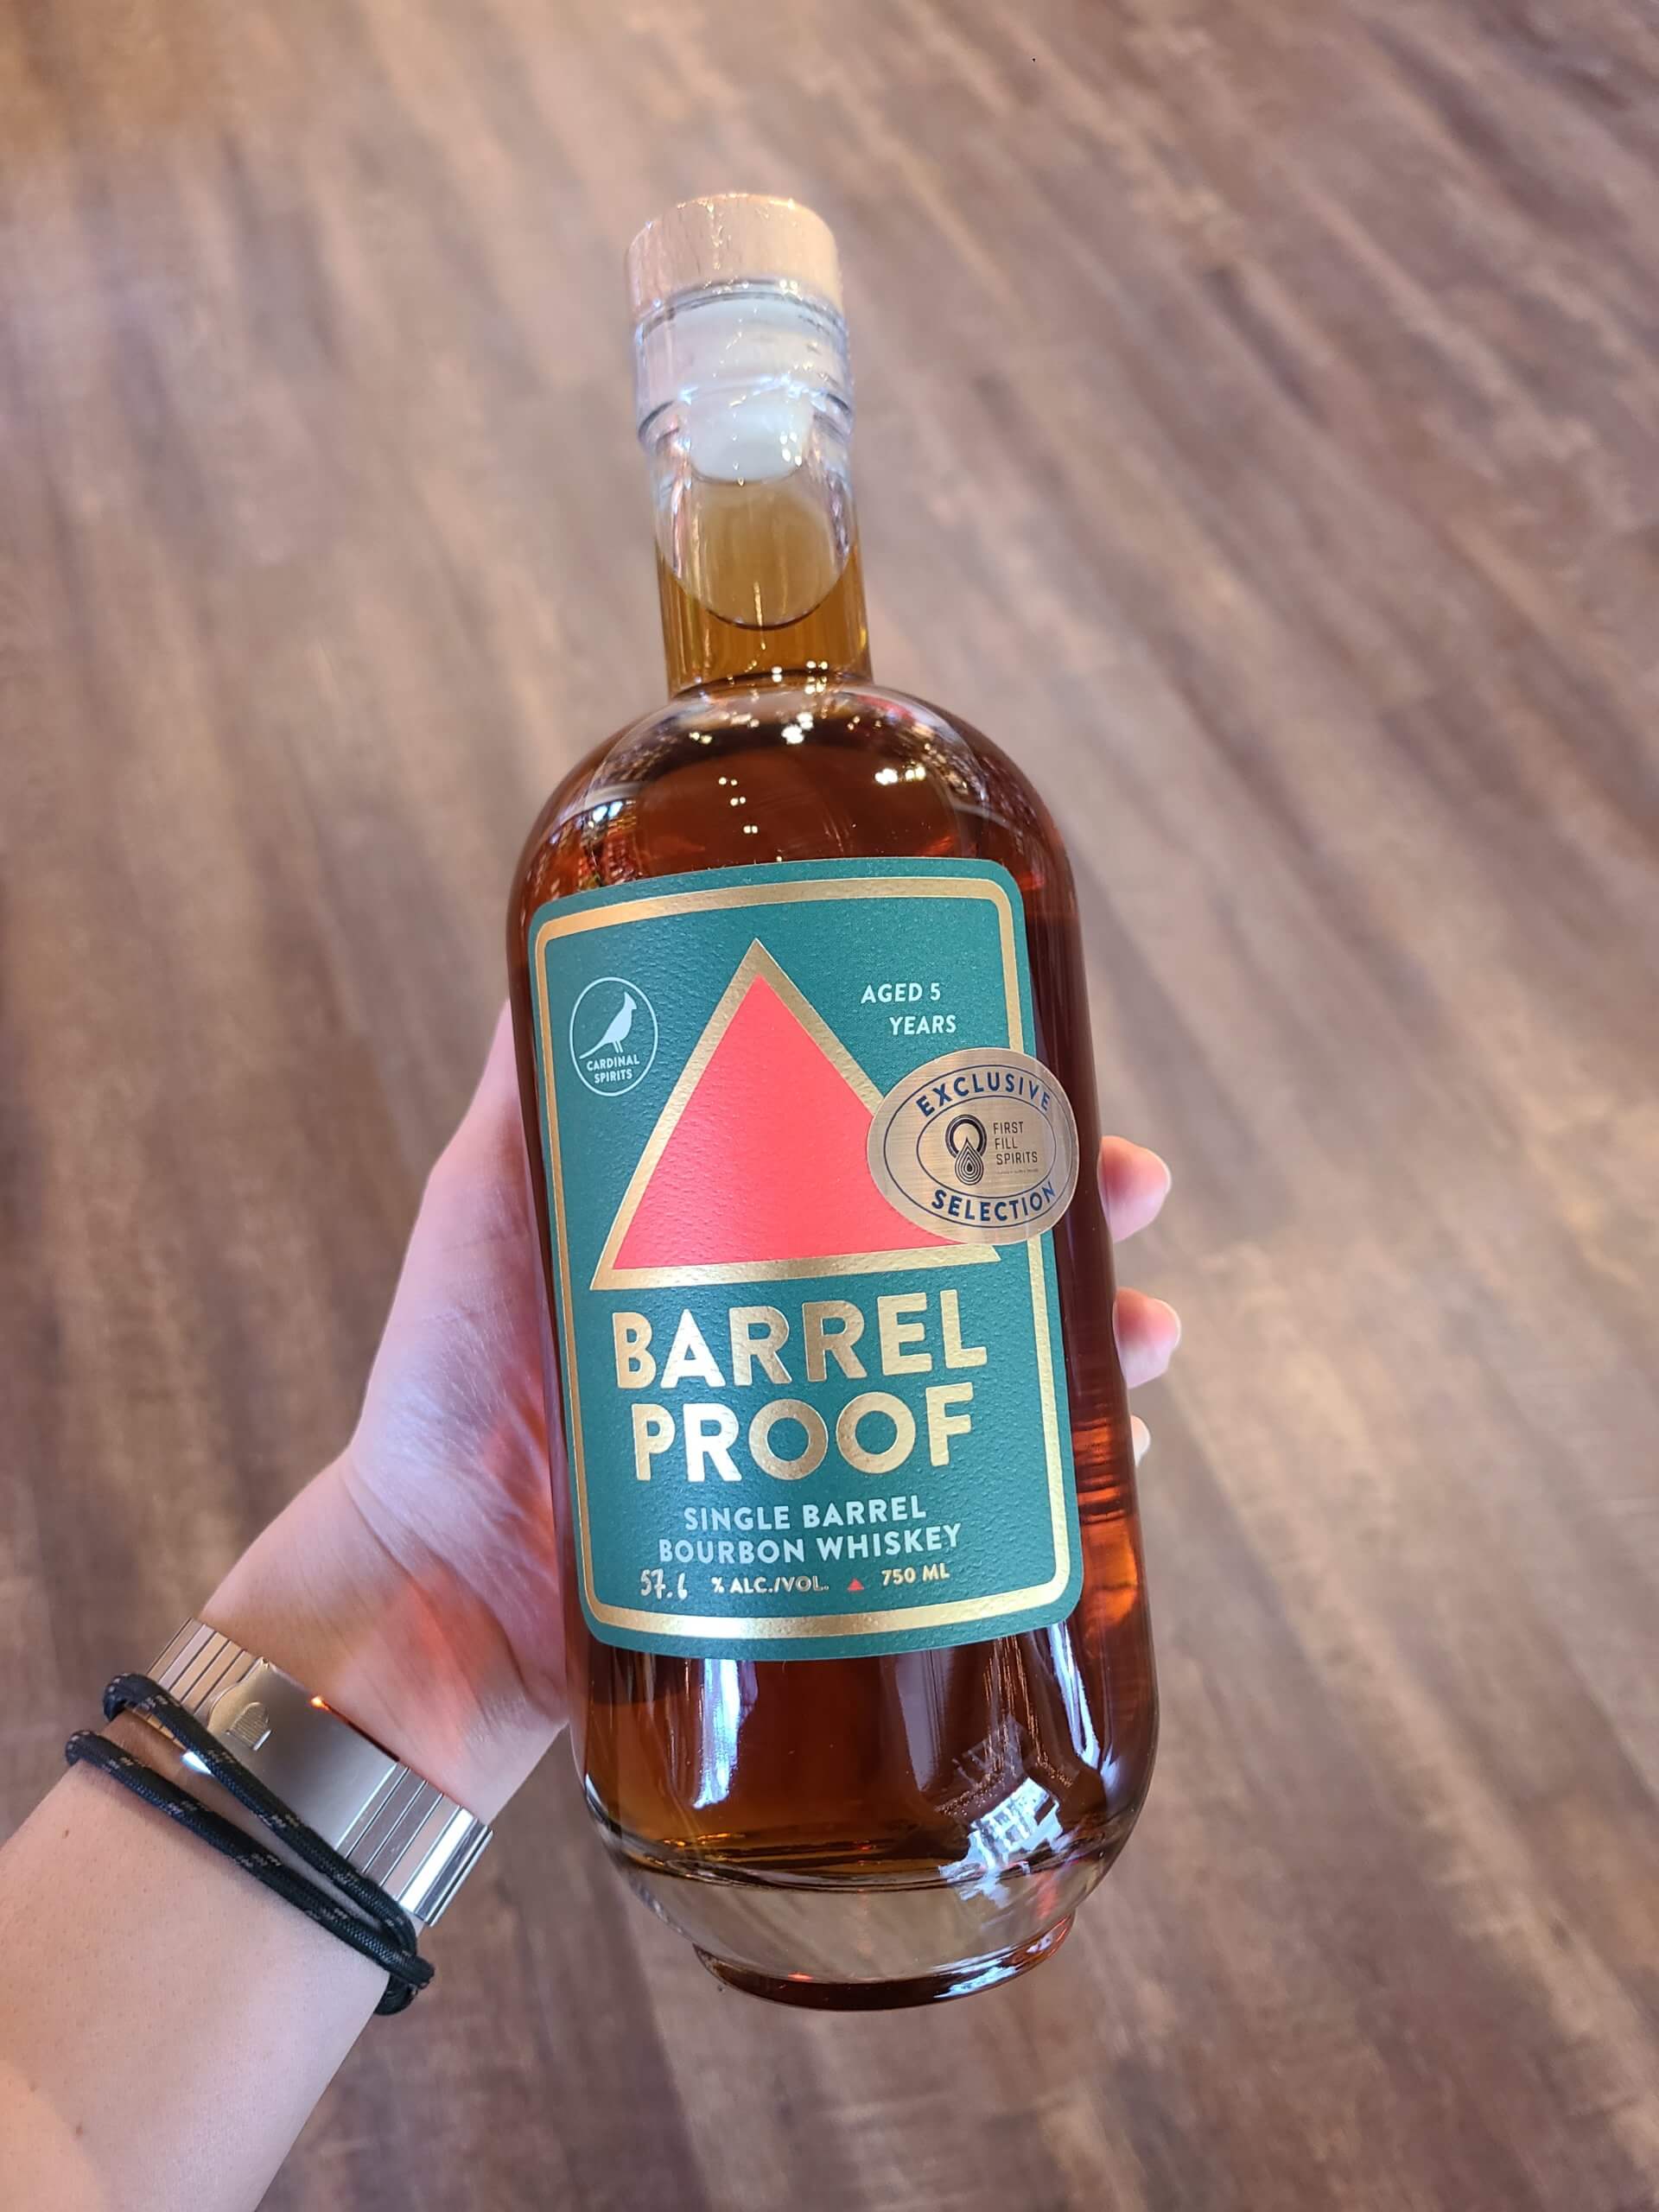 CARDINAL
SPIRITS
AGED 5
YEARS
EXCLUSIVE
FIRST
FILL
SPIRITS
SELECTION
BARREL
PROOF
SINGLE BARREL
BOURBON WHISKEY
57.6 % ALC./VOL. 750 ML